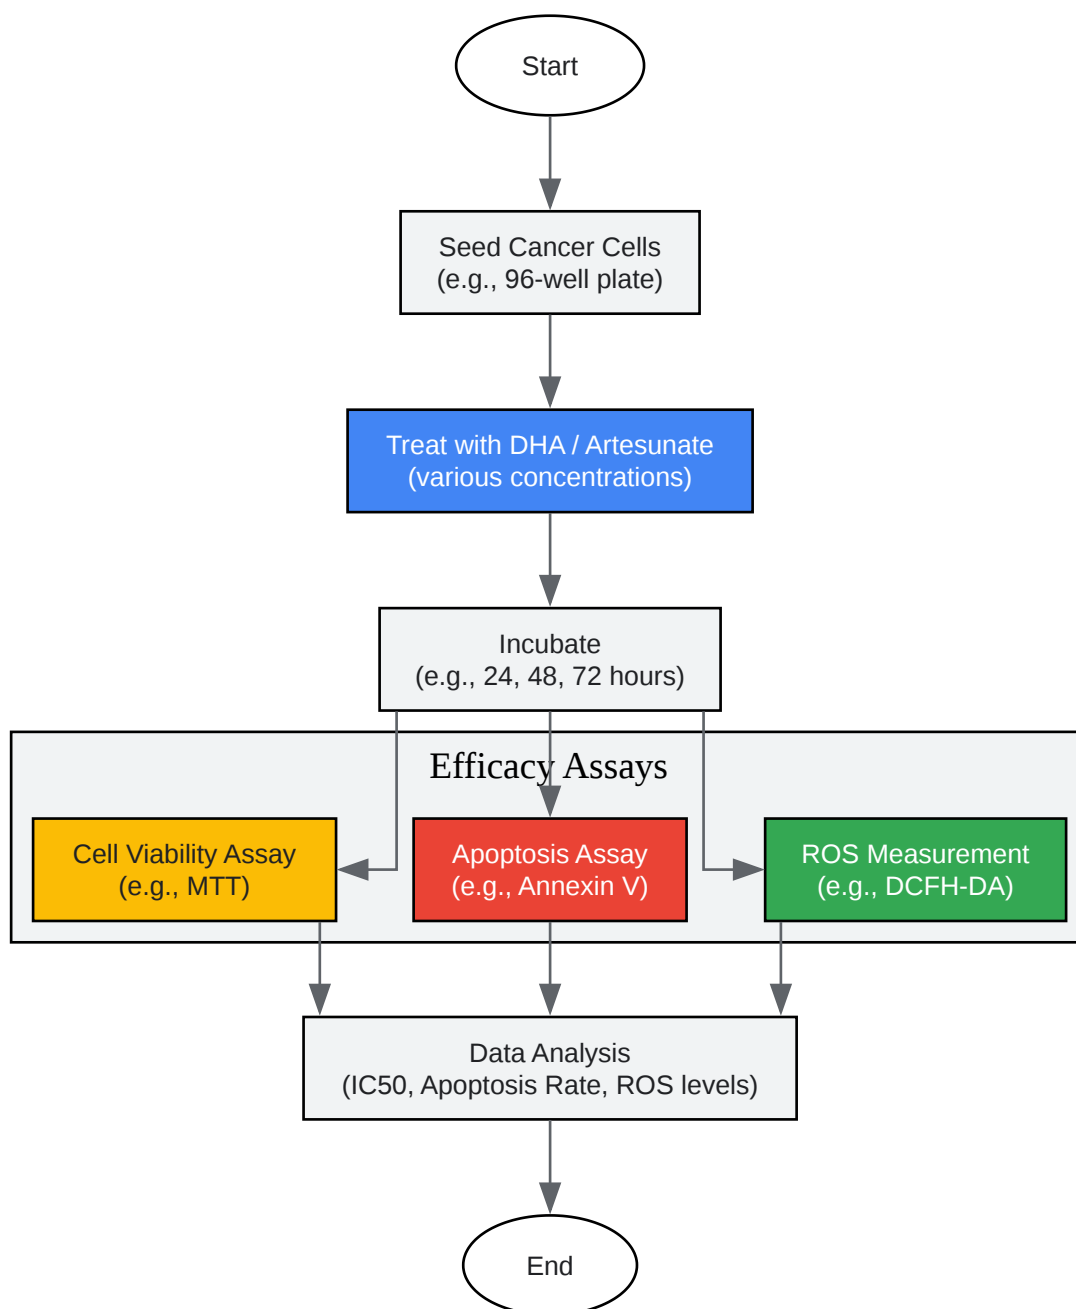 Start
Seed Cancer Cells
(e.g., 96-well plate)
Treat with DHA / Artesunate
(various concentrations)
Incubate
(e.g., 24, 48, 72 hours)
Efficacy Assays
Cell Viability Assay
(e.g., MTT)
Apoptosis Assay
(e.g., Annexin V)
ROS Measurement
(e.g., DCFH-DA)
Data Analysis
(IC50, Apoptosis Rate, ROS levels)
End